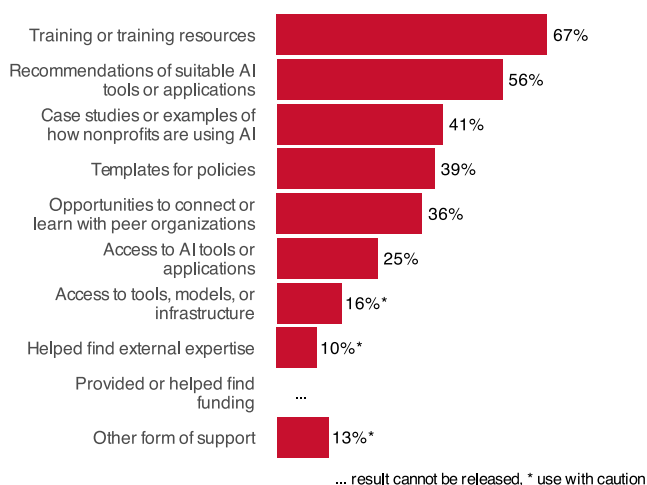 Training or training resources
67%
Recommendations of suitable AI
tools or applications
56%
Case studies or examples of
how nonprofits are using AI
41%
Templates for policies
39%
Opportunities to connect or
learn with peer organizations
36%
Access to AI tools or
applications
25%
Access to tools, models, or
infrastructure
16%*
Helped find external expertise
10%*
Provided or helped find
funding
...
Other form of support
13%*
... result cannot be released, * use with caution